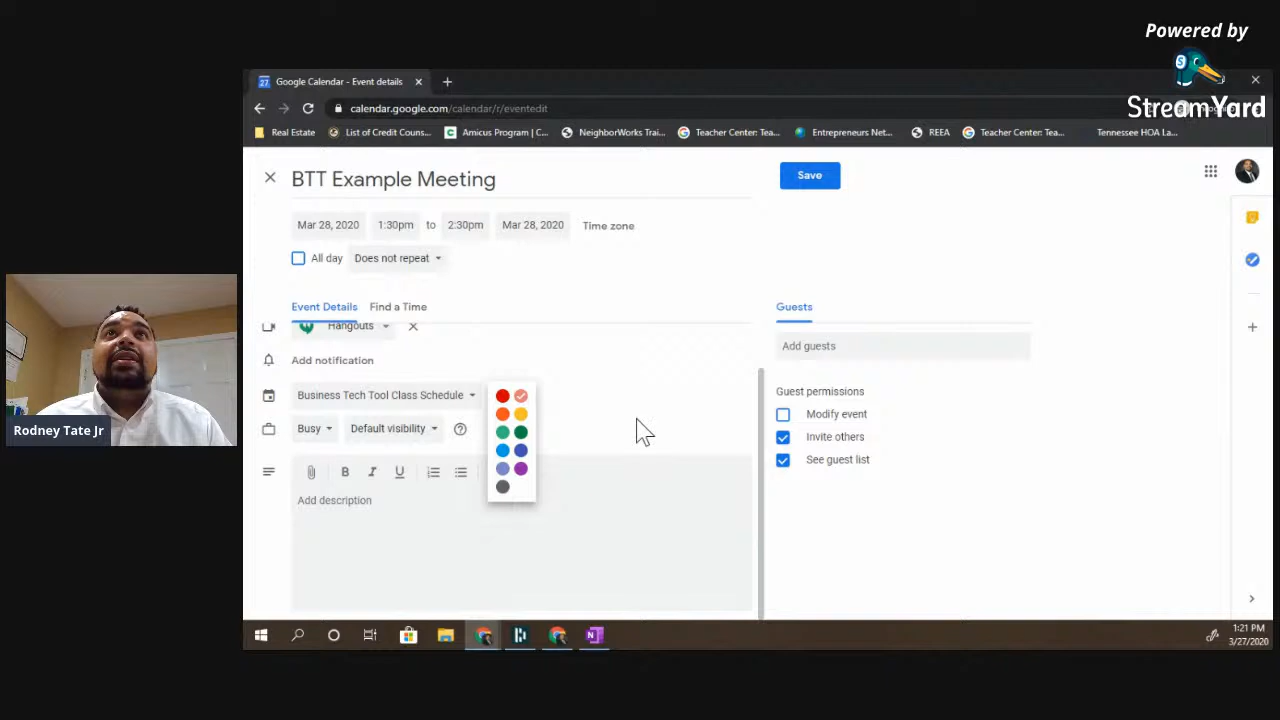 Powered by
StreamYard
27 Google Calendar - Event details
calendar.google.com/calendar/r/eventedit
Real Estate List of Credit Couns... Amicus Program | C... NeighborWorks Trai... Teacher Center: Tea... Entrepreneurs Net... REEA Teacher Center: Tea... Tennessee HOA La...
BTT Example Meeting
Save
Mar 28, 2020 1:30pm to 2:30pm Mar 28, 2020 Time zone
All day Does not repeat
Event Details Find a Time
Guests
Hangouts
Add guests
Add notification
Business Tech Tool Class Schedule
Guest permissions
Modify event
Busy Default visibility
Invite others
See guest list
B I U
Add description
Rodney Tate Jr
1:21 PM
3/27/2020